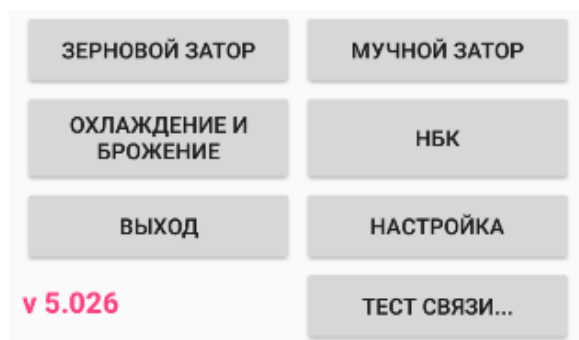 ЗЕРНОВОЙ ЗАТОР
МУЧНОЙ ЗАТОР
ОХЛАЖДЕНИЕ И
БРОЖЕНИЕ
НБК
ВЫХОД
НАСТРОЙКА
v 5.026
ТЕСТ СВЯЗИ...